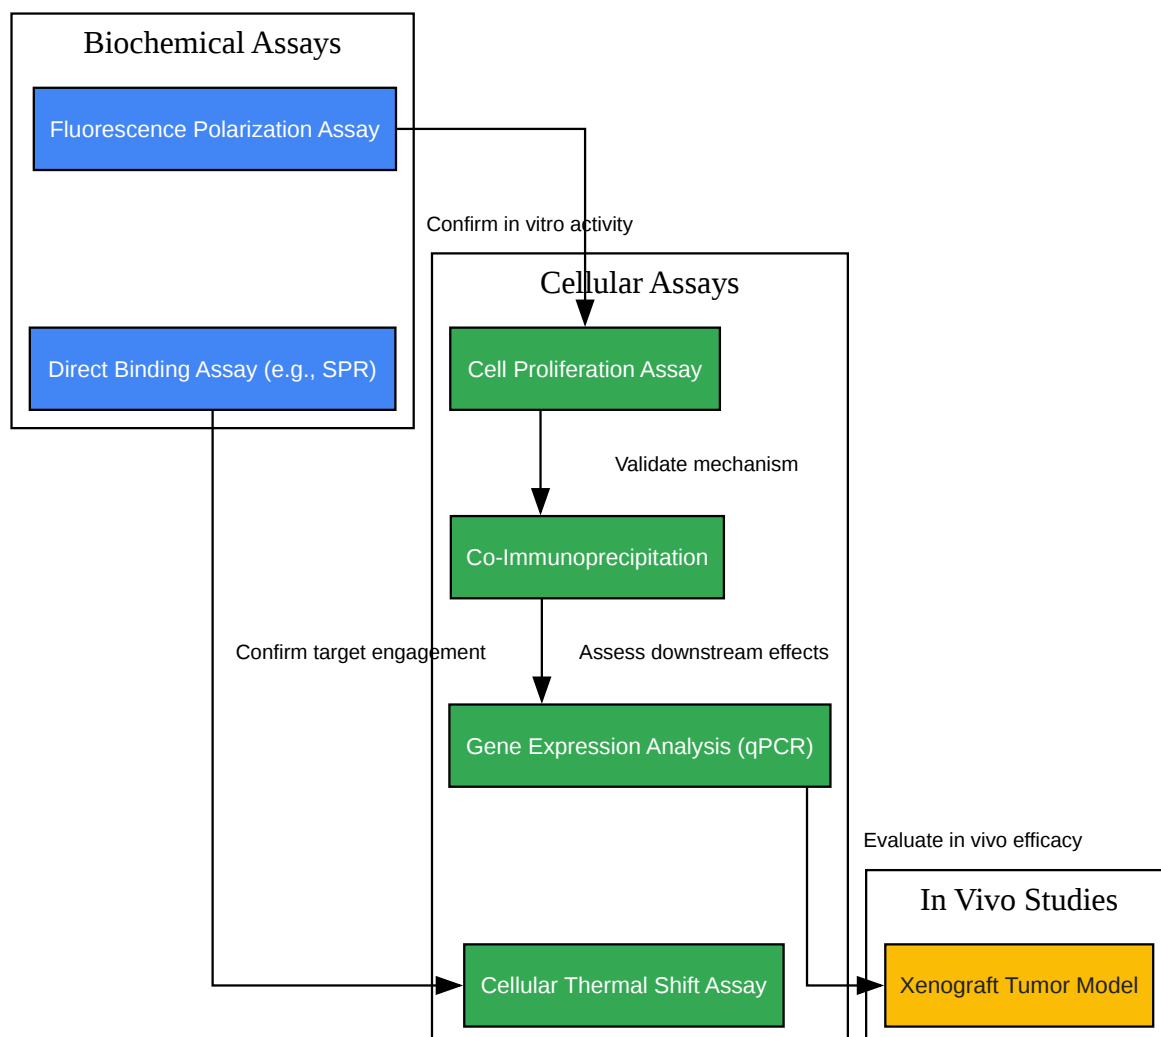 Biochemical Assays
Fluorescence Polarization Assay
Confirm in vitro activity
Cellular Assays
Direct Binding Assay (e.g., SPR)
Cell Proliferation Assay
Validate mechanism
Co-Immunoprecipitation
Confirm target engagement
Assess downstream effects
Gene Expression Analysis (qPCR)
Evaluate in vivo efficacy
In Vivo Studies
Cellular Thermal Shift Assay
Xenograft Tumor Model